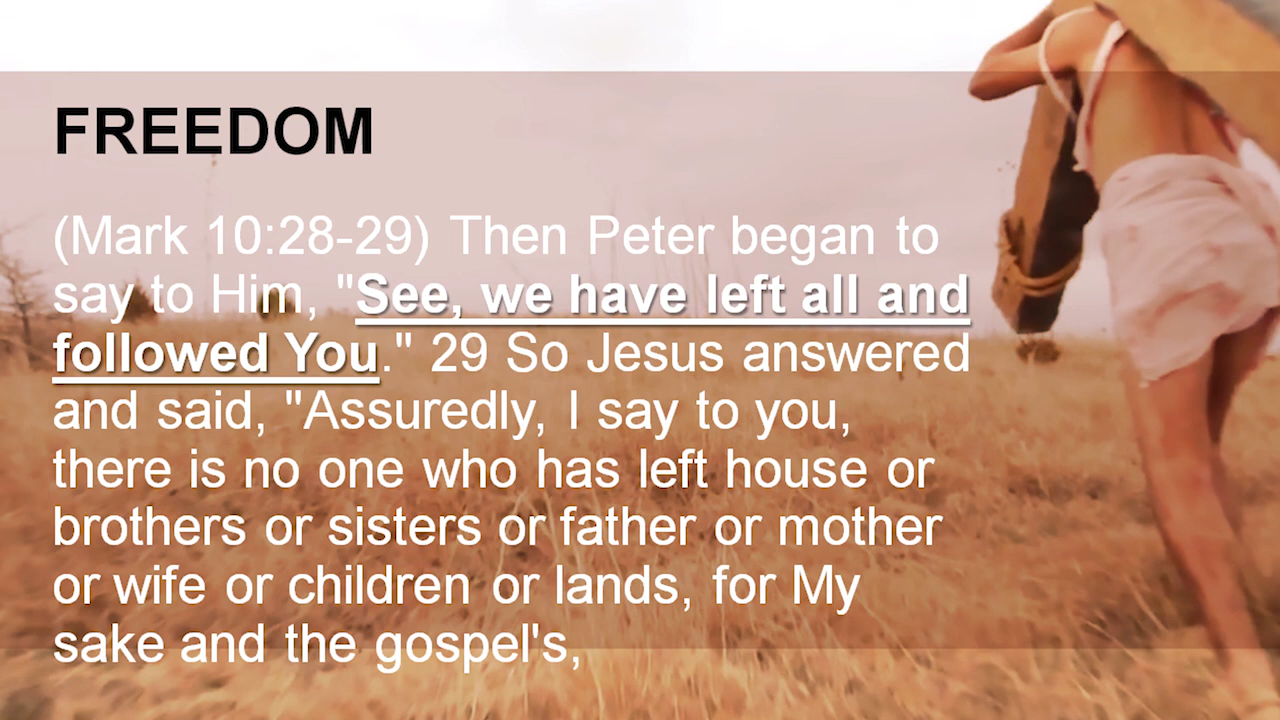 FREEDOM
(Mark 10:28-29) Then Peter began to
say to Him, "See, we have left all and
followed You." 29 So Jesus answered
and said, "Assuredly, I say to you,
there is no one who has left house or
brothers or sisters or father or mother
or wife or children or lands, for My
sake and the gospel's,